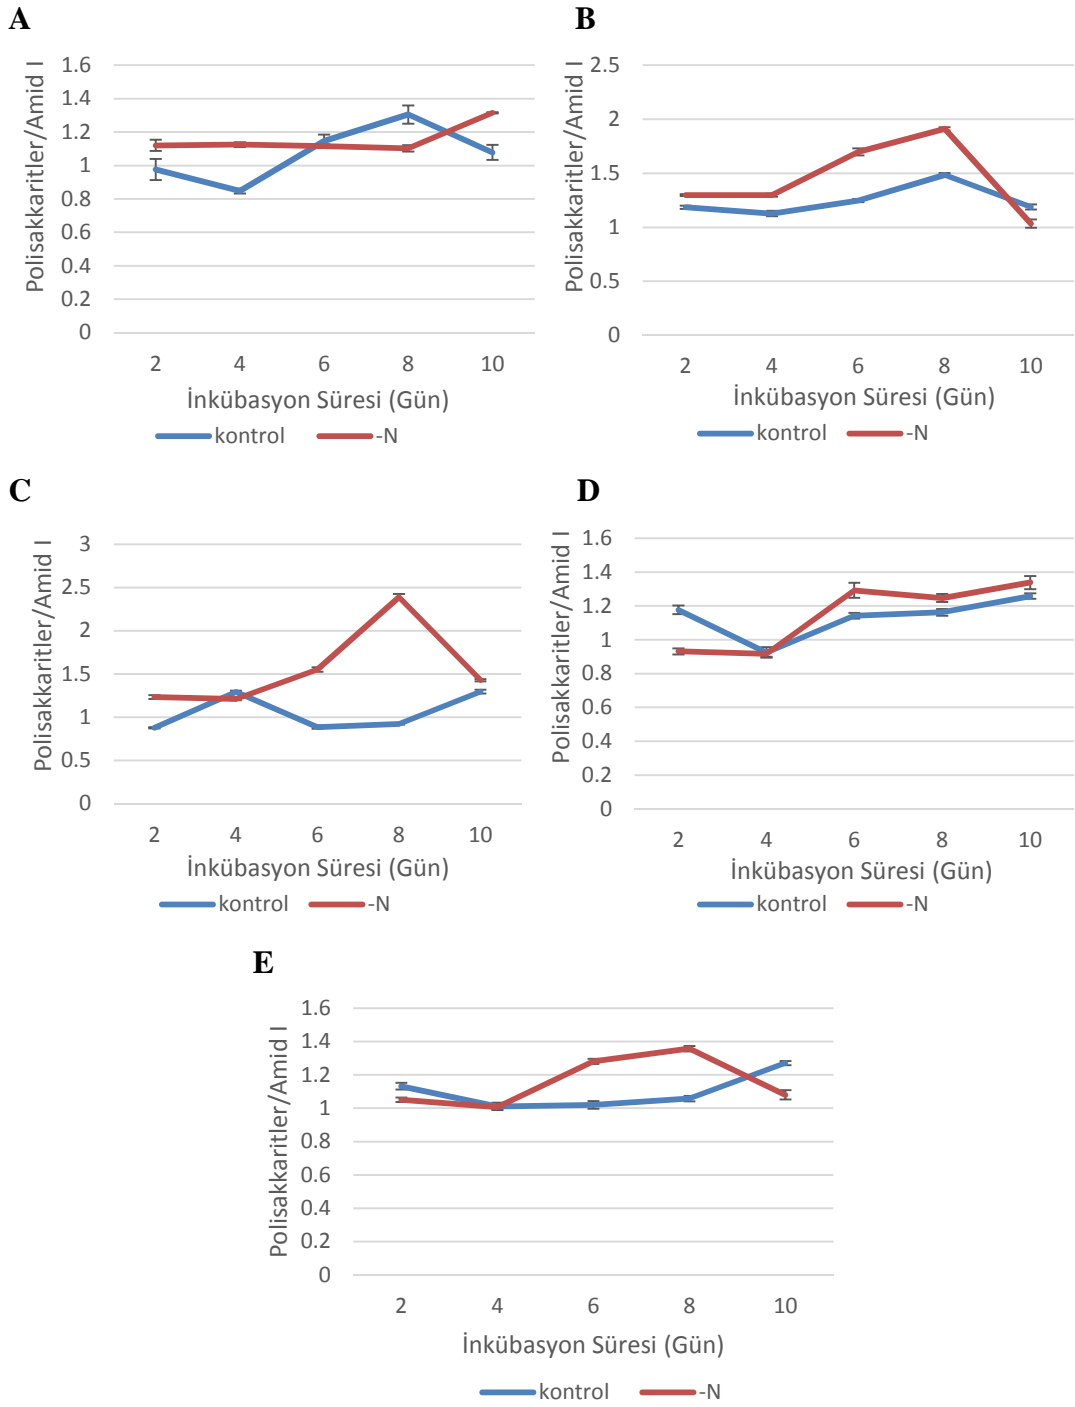 A
Polisakkaritler/Amid I
1.6
1.4
1.2
1
0.8
0.6
0.4
0.2
0
2 4 6 8 10
İnkübasyon Süresi (Gün)
kontrol -N
B
Polisakkaritler/Amid I
2.5
2
1.5
1
0.5
0
2 4 6 8 10
İnkübasyon Süresi (Gün)
kontrol -N
C
Polisakkaritler/Amid I
3
2.5
2
1.5
1
0.5
0
2 4 6 8 10
İnkübasyon Süresi (Gün)
kontrol -N
D
Polisakkaritler/Amid I
1.6
1.4
1.2
1
0.8
0.6
0.4
0.2
0
2 4 6 8 10
İnkübasyon Süresi (Gün)
kontrol -N
E
Polisakkaritler/Amid I
1.6
1.4
1.2
1
0.8
0.6
0.4
0.2
0
2 4 6 8 10
İnkübasyon Süresi (Gün)
kontrol -N